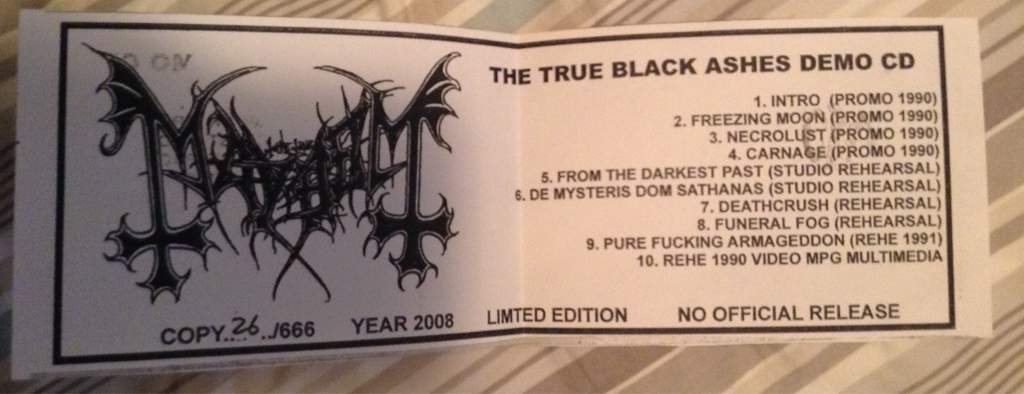 MAYHEM
THE TRUE BLACK ASHES DEMO CD
1. INTRO (PROMO 1990)
2. FREEZING MOON (PROMO 1990)
3. NECROLUST (PROMO 1990)
4. CARNAGE (PROMO 1990)
5. FROM THE DARKEST PAST (STUDIO REHEARSAL)
6. DE MYSTERIS DOM SATHANAS (STUDIO REHEARSAL)
7. DEATHCRUSH (REHEARSAL)
8. FUNERAL FOG (REHEARSAL)
9. PURE FUCKING ARMAGEDDON (REHE 1991)
10. REHE 1990 VIDEO MPG MULTIMEDIA
COPY..26../666 YEAR 2008 LIMTED EDITION NO OFFICIAL RELEASE